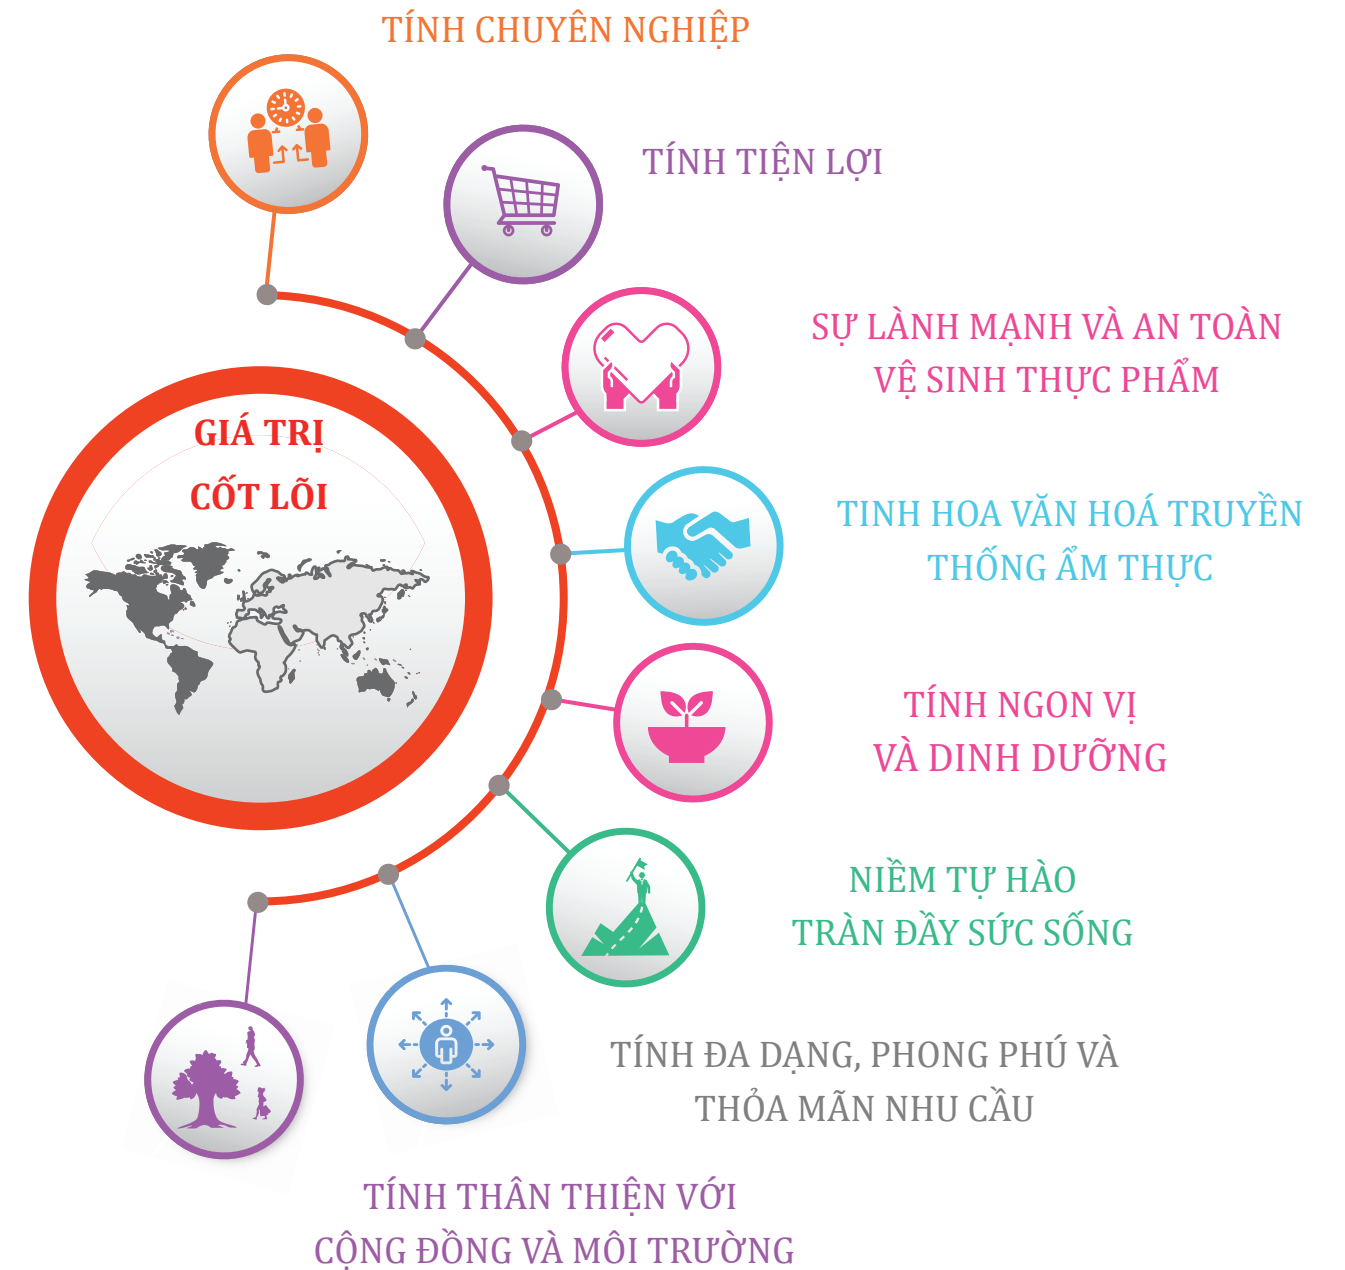 TÍNH CHUYÊN NGHIỆP
TÍNH TIỆN LỢI
SỰ LÀNH MẠNH VÀ AN TOÀN
VỆ SINH THỰC PHẨM
GIÁ TRỊ
CỐT LÕI
TINH HOA VĂN HOÁ TRUYỀN
THỐNG ẨM THỰC
TÍNH NGON VỊ
VÀ DINH DƯỠNG
NIỀM TỰ HÀO
TRÀN ĐẦY SỨC SỐNG
TÍNH ĐA DẠNG, PHONG PHÚ VÀ
THỎA MÃN NHU CẦU
TÍNH THÂN THIỆN VỚI
CỘNG ĐỒNG VÀ MÔI TRƯỜNG